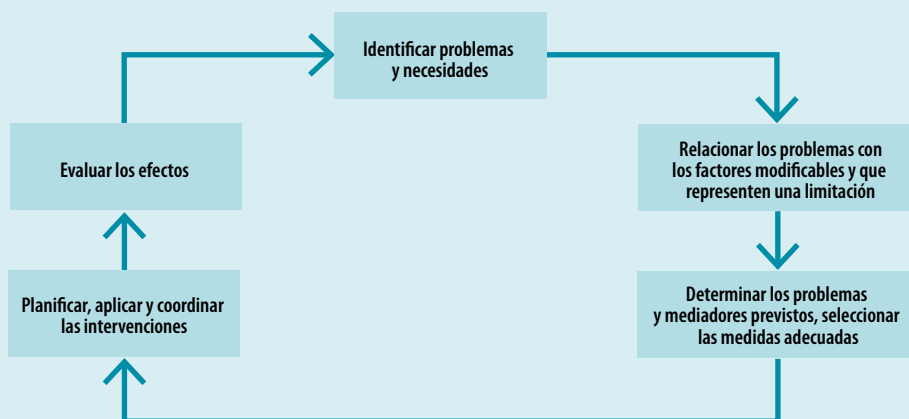 Identificar problemas
y necesidades
Relacionar los problemas con
los factores modificables y que
representen una limitación
Determinar los problemas
y mediadores previstos, seleccionar
las medidas adecuadas
Planificar, aplicar y coordinar
las intervenciones
Evaluar los efectos